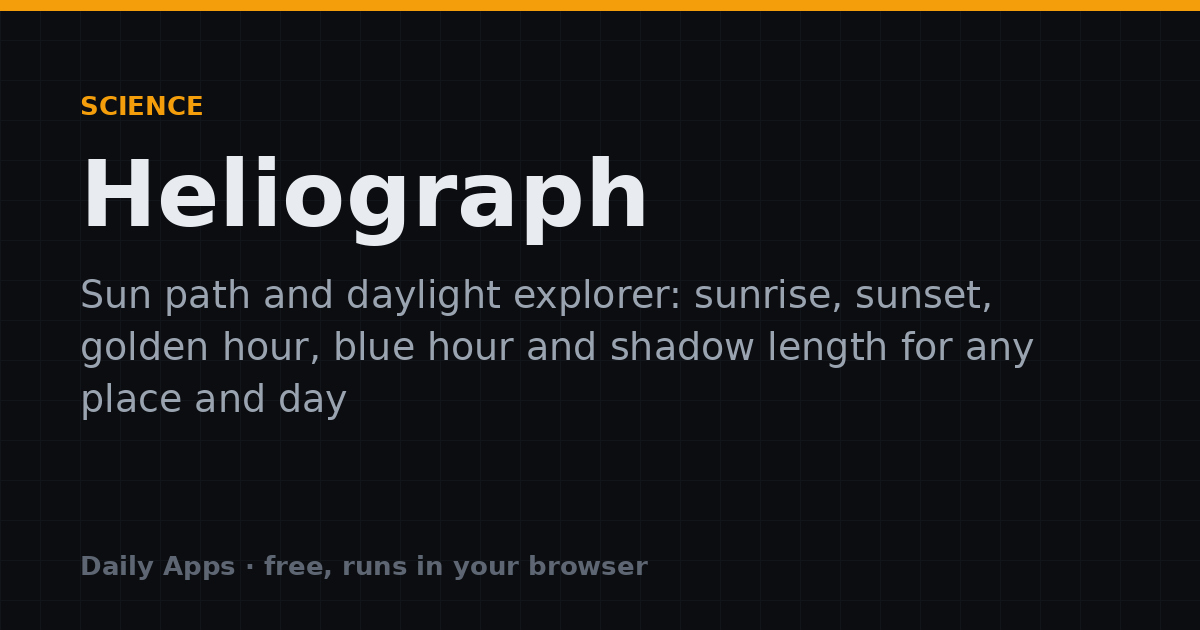 SCIENCE
Heliograph
Sun path and daylight explorer: sunrise, sunset,
golden hour, blue hour and shadow length for any
place and day
Daily Apps · free, runs in your browser